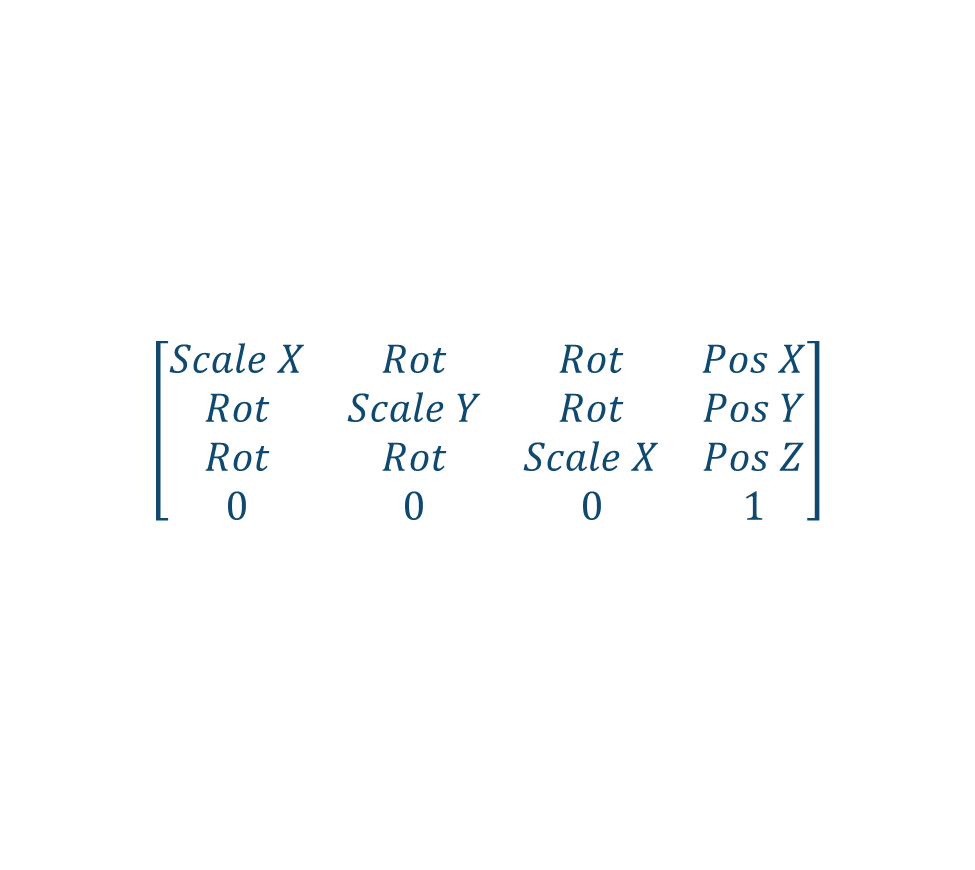 Scale X Rot Rot Pos X
Rot Scale Y Rot Pos Y
Rot Rot Scale X Pos Z
0 0 0 1